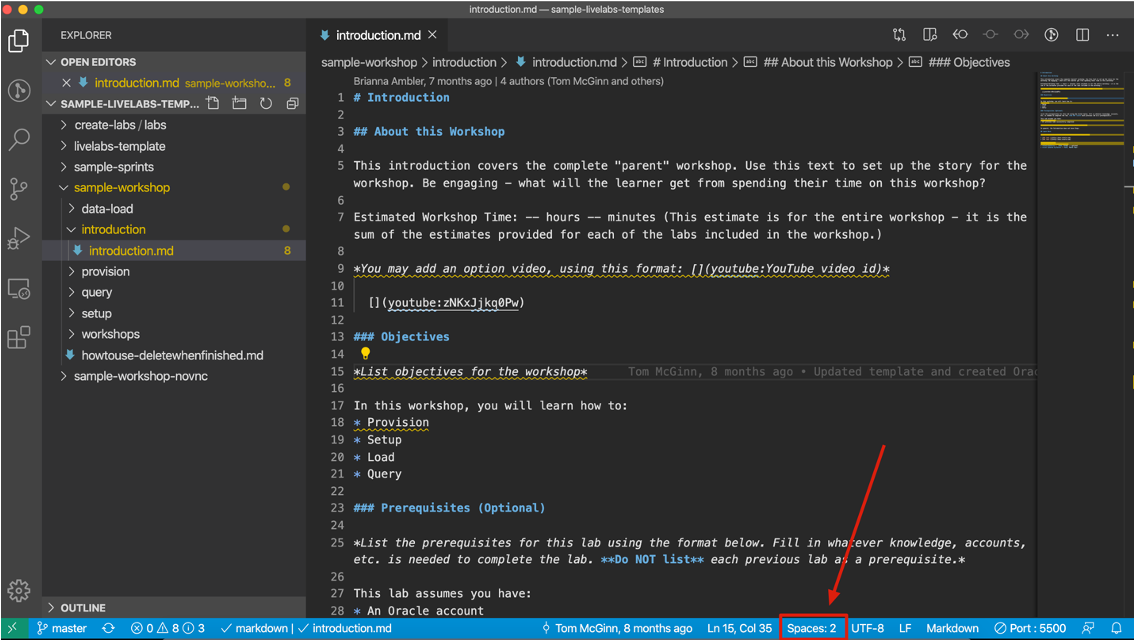 introduction.md — sample-livelabs-templates
EXPLORER
OPEN EDITORS
introduction.md sample-worksho... 8
SAMPLE-LIVELABS-TEMP...
create-labs / labs
livelabs-template
sample-sprints
sample-workshop
data-load
introduction
introduction.md 8
provision
query
setup
workshops
howtouse-deletewhenfinished.md
sample-workshop-novnc
OUTLINE
introduction.md
sample-workshop > introduction > introduction.md > # Introduction > ## About this Workshop > ### Objectives
Brianna Ambler, 7 months ago | 4 authors (Tom McGinn and others)
1 # Introduction
2
3 ## About this Workshop
4
5 This introduction covers the complete "parent" workshop. Use this text to set up the story for the
workshop. Be engaging - what will the learner get from spending their time on this workshop?
6
7 Estimated Workshop Time: -- hours -- minutes (This estimate is for the entire workshop - it is the
sum of the estimates provided for each of the labs included in the workshop.)
8
9 *You may add an option video, using this format: [](youtube:YouTube video id)*
10
11 [](youtube:zNKxJjkq0Pw)
12
13 ### Objectives
14
15 *List objectives for the workshop* Tom McGinn, 8 months ago • Updated template and created Orac
16
17 In this workshop, you will learn how to:
18 * Provision
19 * Setup
20 * Load
21 * Query
22
23 ### Prerequisites (Optional)
24
25 *List the prerequisites for this lab using the format below. Fill in whatever knowledge, accounts,
etc. is needed to complete the lab. **Do NOT list** each previous lab as a prerequisite.*
26
27 This lab assumes you have:
28 * An Oracle account
master 0 8 3 markdown | introduction.md Tom McGinn, 8 months ago Ln 15, Col 35 Spaces: 2 UTF-8 LF Markdown Port : 5500